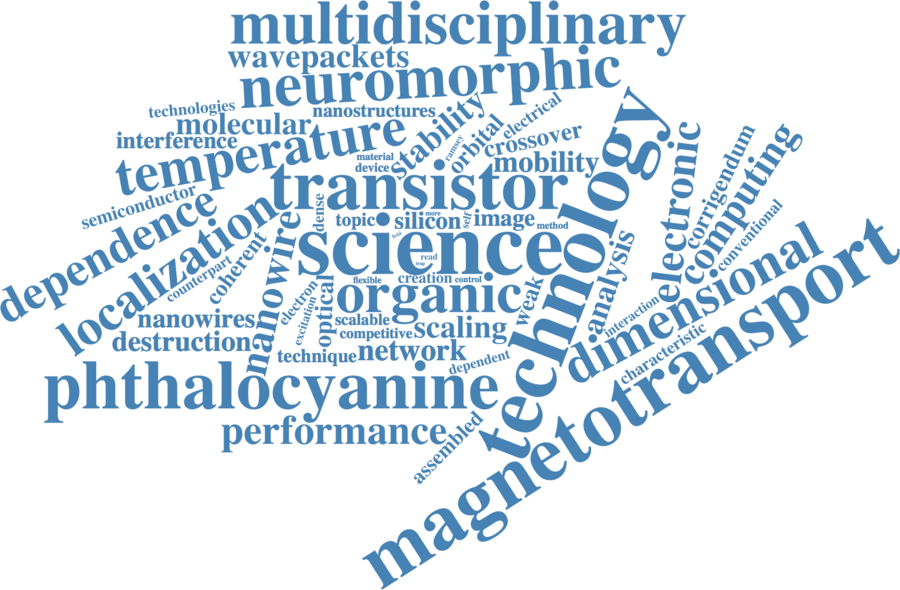 multidisciplinary
wavepackets
neuromorphic
technologies
nanostructures
molecular
interference
temperature
stability
orbital
electrical
ramsey
crossover
material
device
mobility
technology
electronic
corrigendum
computing
conventional
semiconductor
dependence
localization
transistor
dense
topic
silicon
more
self
image
method
counterpart
coherent
nanowire
science
field
read
trap
flexible
creation
control
organic
weak
analysis
interaction
dimensional
electron
excitation
optical
nanowires
destruction
scalable
competitive
scaling
technique
network
dependent
characteristic
phthalocyanine
magnetotransport
performance
assembled